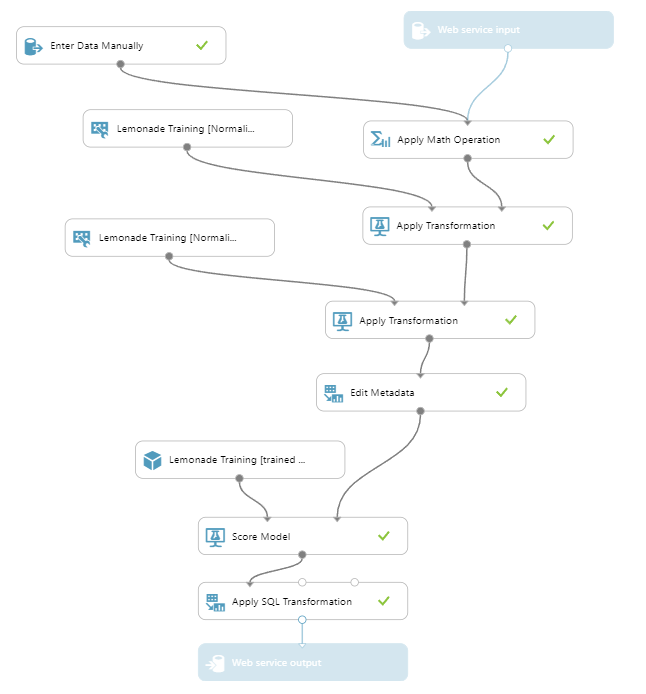 Web service input
Enter Data Manually
Lemonade Training [Normali...
Apply Math Operation
Apply Transformation
Lemonade Training [Normali...
Apply Transformation
Edit Metadata
Lemonade Training [trained ...
Score Model
Apply SQL Transformation
Web service output